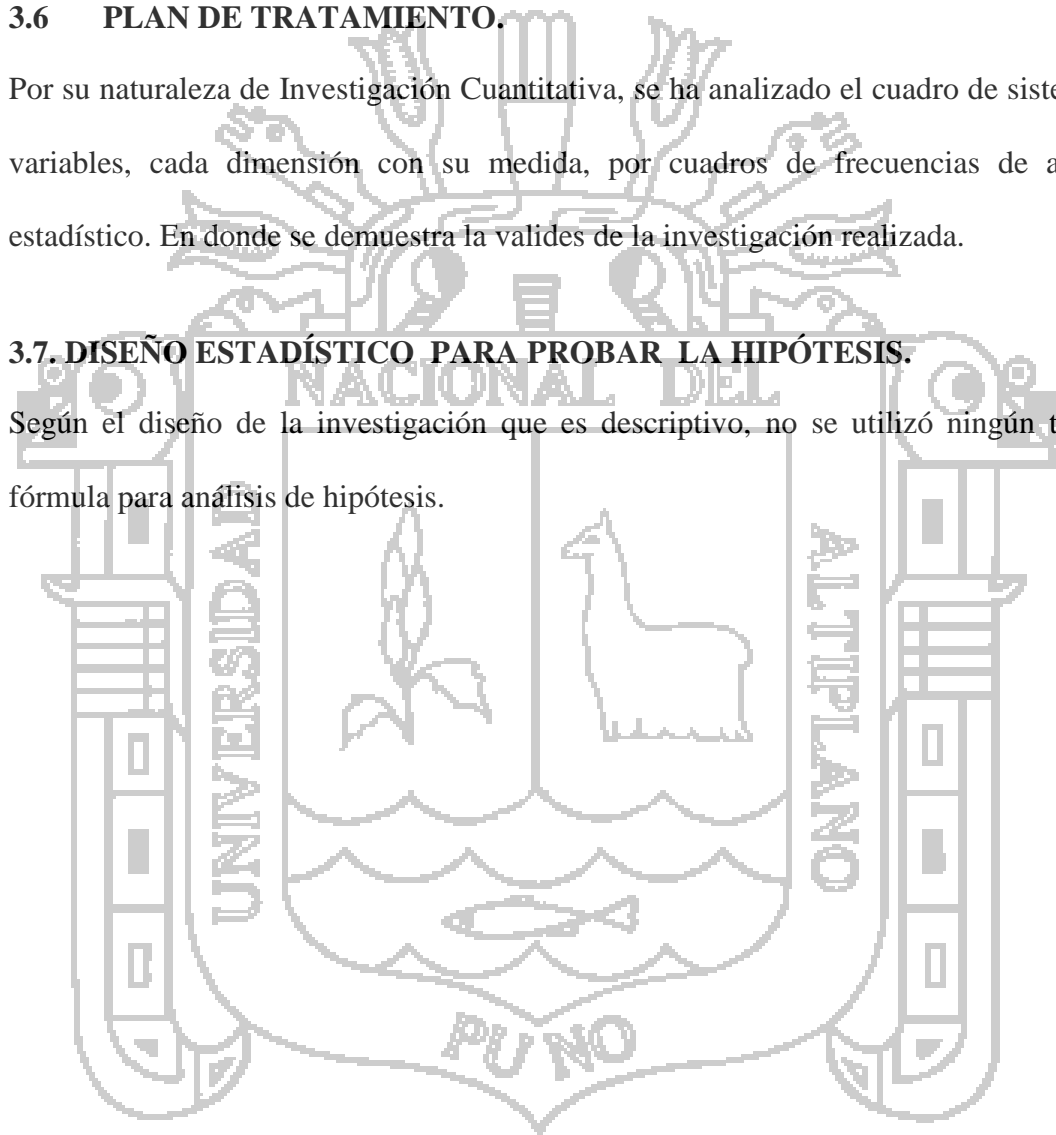 3.6 PLAN DE TRATAMIENTO.
Por su naturaleza de Investigación Cuantitativa, se ha analizado el cuadro de siste
variables, cada dimensión con su medida, por cuadros de frecuencias de a
estadístico. En donde se demuestra la valides de la investigación realizada.
3.7. DISEÑO ESTADÍSTICO PARA PROBAR LA HIPÓTESIS.
NACIONAL DEL
Según el diseño de la investigación que es descriptivo, no se utilizó ningún t
fórmula para análisis de hipótesis.
UNIVERSIDAD
ALTIPLANO
PUNO